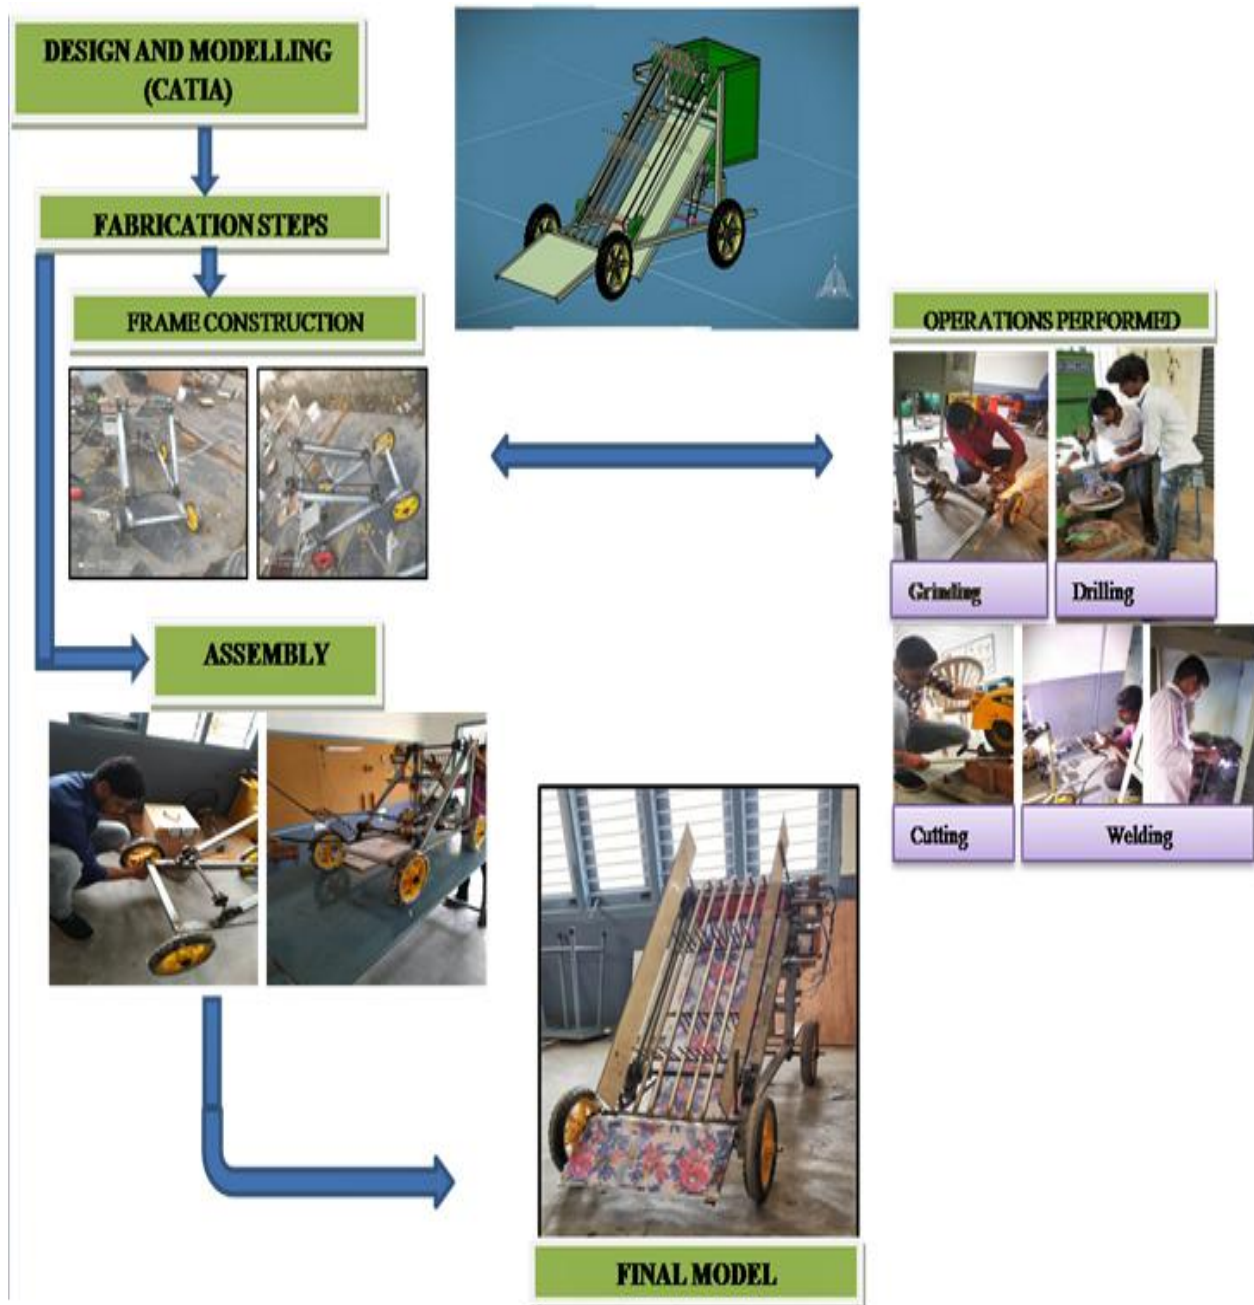 DESIGN AND MODELLING
(CATIA)
FABRICATION STEPS
FRAME CONSTRUCTION
OPERATIONS PERFORMED
Grinding
Drilling
ASSEMBLY
Cutting
Welding
FINAL MODEL